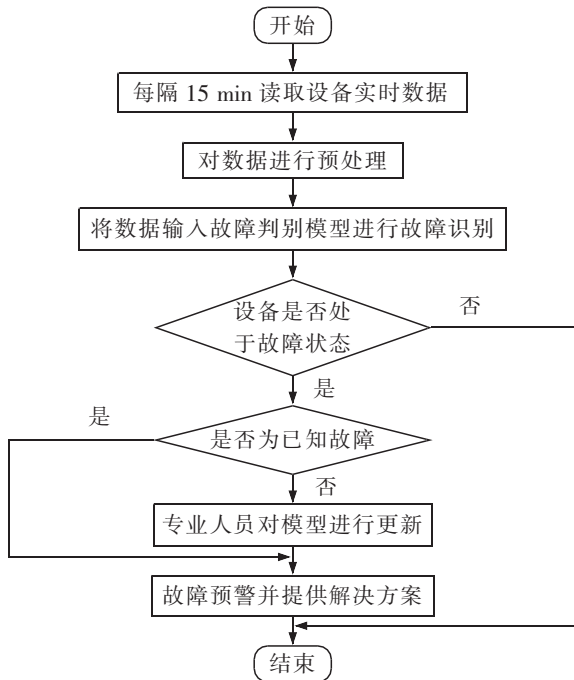 开始
每隔 15 min 读取设备实时数据
对数据进行预处理
将数据输入故障判别模型进行故障识别
设备是否处
于故障状态
否
是
是
是否为已知故障
否
专业人员对模型进行更新
故障预警并提供解决方案
结束